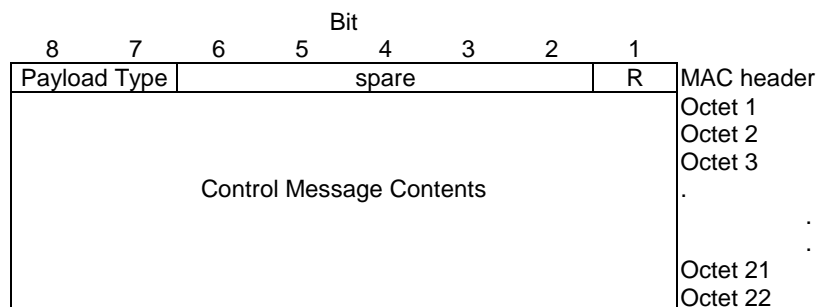 Bit
8 7 6 5 4 3 2 1
Payload Type spare R MAC header
Octet 1
Octet 2
Octet 3
Control Message Contents .
.
.
Octet 21
Octet 22